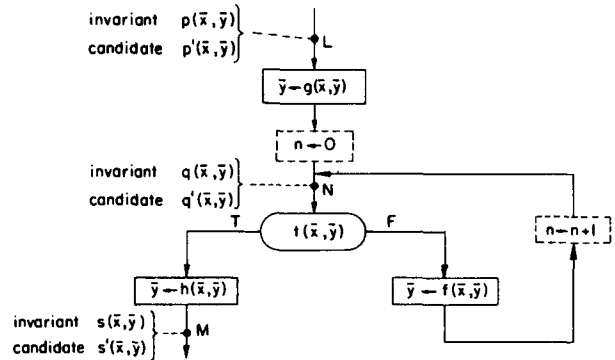 invariant p(x̄,ȳ)
candidate p'(x̄,ȳ)
L
ȳ←g(x̄,ȳ)
n ← 0
invariant q(x̄,ȳ)
candidate q'(x̄,ȳ)
N
T
t(x̄,ȳ)
F
n←n+1
ȳ←h(x̄,ȳ)
ȳ ← f(x̄,ȳ)
invariant s(x̄,ȳ)
candidate s'(x̄,ȳ)
M